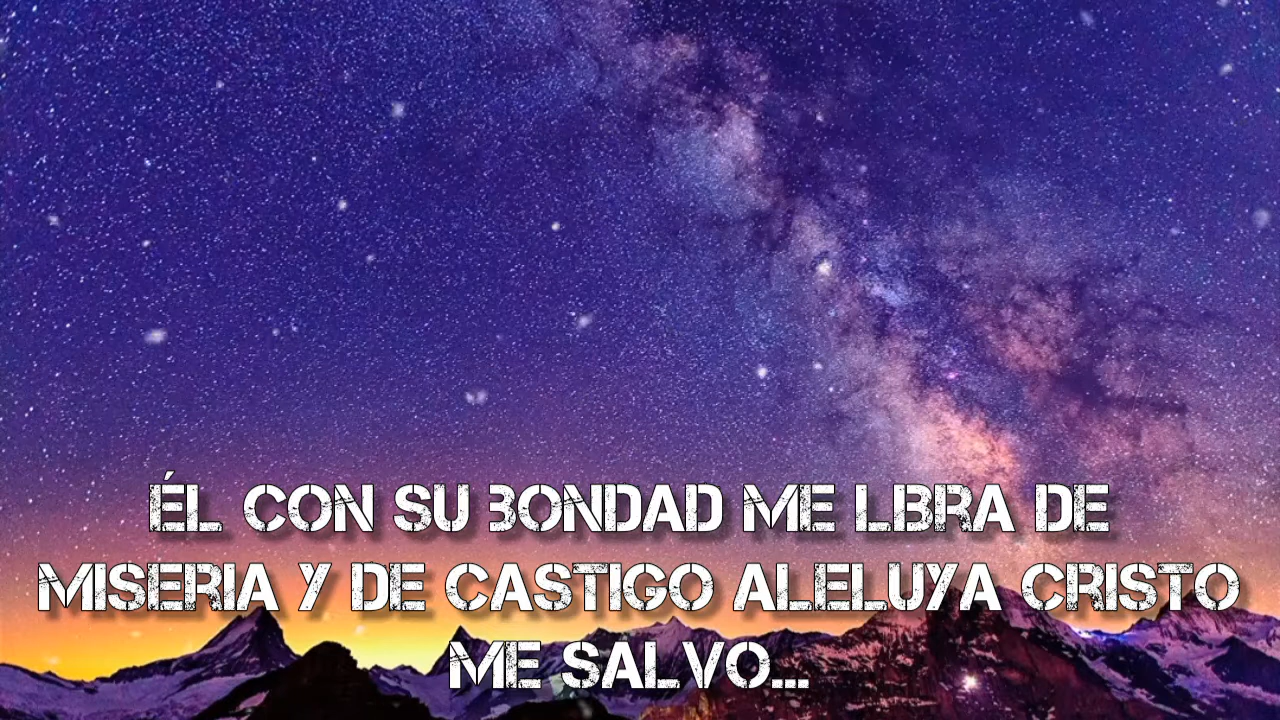 ÉL CON SU BONDAD ME LBRA DE
MISERIA Y DE CASTIGO ALELUYA CRISTO
ME SALVO...